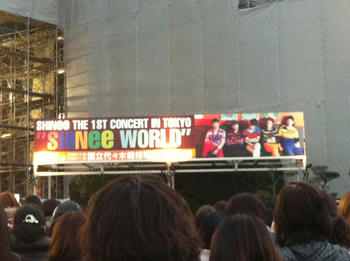 SHINee THE 1ST CONCERT IN TOKYO
"SHINee WORLD"
国立代々木競技場